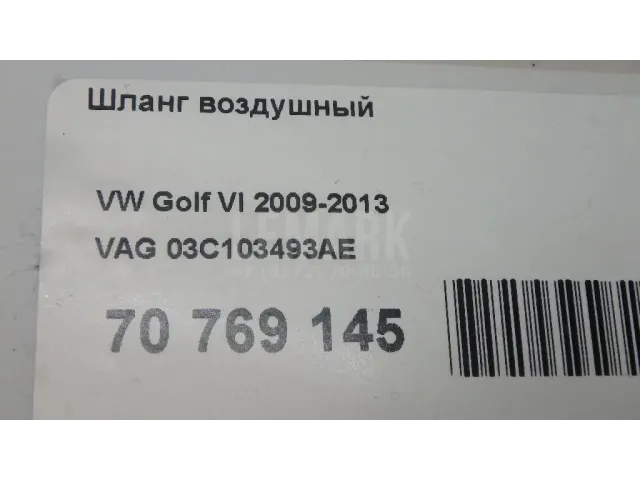 Шланг воздушный
VW Golf VI 2009-2013
VAG 03C103493AE
70 769 145